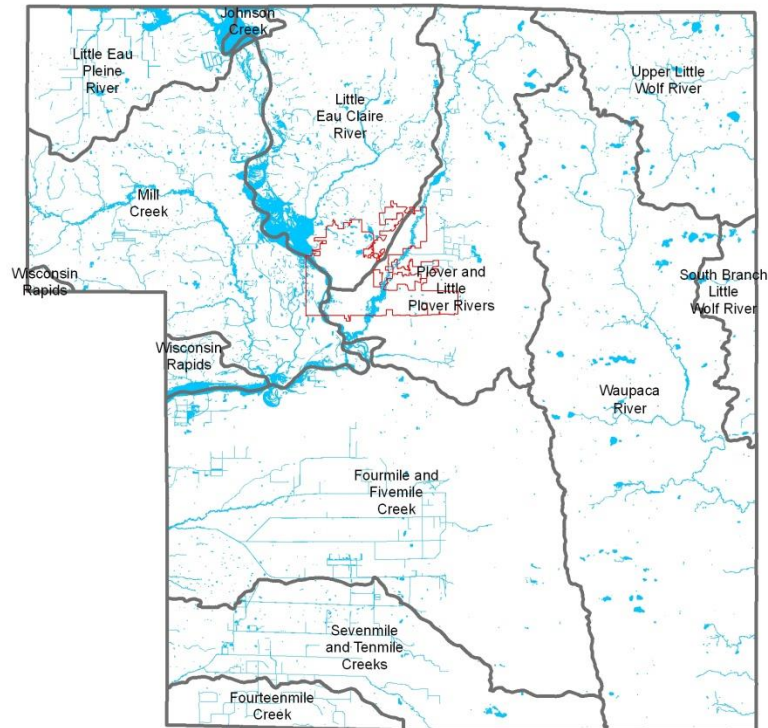 Johnson
Creek
Little Eau
Pleine
River
Little
Eau Claire
River
Upper Little
Wolf River
Mill
Creek
Wisconsin
Rapids
Plover and
Little
Plover Rivers
South Branch
Little
Wolf River
Wisconsin
Rapids
Waupaca
River
Fourmile and
Fivemile
Creek
Sevenmile
and Tenmile
Creeks
Fourteenmile
Creek